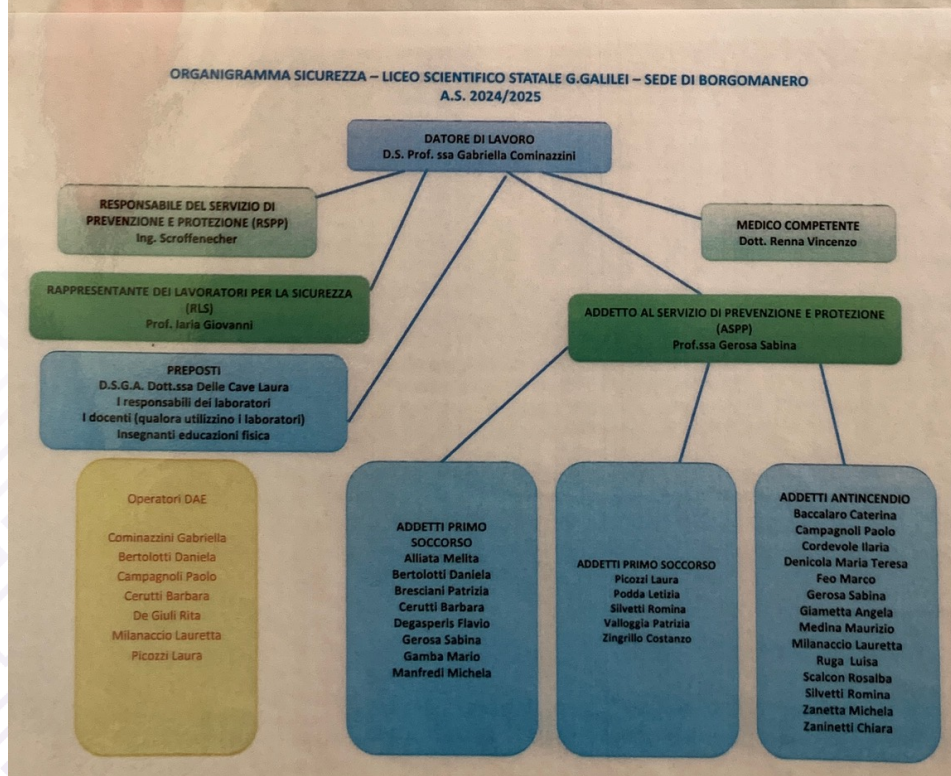 ORGANIGRAMMA SICUREZZA – LICEO SCIENTIFICO STATALE G.GALILEI – SEDE DI BORGOMANERO
A.S. 2024/2025
DATORE DI LAVORO
D.S. Prof. ssa Gabriella Cominazzini
RESPONSABILE DEL SERVIZIO DI
PREVENZIONE E PROTEZIONE (RSPP)
Ing. Scroffenecher
MEDICO COMPETENTE
Dott. Renna Vincenzo
RAPPRESENTANTE DEI LAVORATORI PER LA SICUREZZA
(RLS)
Prof. Iaria Giovanni
ADDETTO AL SERVIZIO DI PREVENZIONE E PROTEZIONE
(ASPP)
Prof.ssa Gerosa Sabina
PREPOSTI
D.S.G.A. Dott.ssa Delle Cave Laura
I responsabili dei laboratori
I docenti (qualora utilizzino i laboratori)
Insegnanti educazioni fisica
Operatori DAE
Cominazzini Gabriella
Bertolotti Daniela
Campagnoli Paolo
Cerutti Barbara
De Giuli Rita
Milanaccio Lauretta
Picozzi Laura
ADDETTI PRIMO
SOCCORSO
Alliata Melita
Bertolotti Daniela
Bresciani Patrizia
Cerutti Barbara
Degasperis Flavio
Gerosa Sabina
Gamba Mario
Manfredi Michela
ADDETTI PRIMO SOCCORSO
Picozzi Laura
Podda Letizia
Silvetti Romina
Valloggia Patrizia
Zingrillo Costanzo
ADDETTI ANTINCENDIO
Baccalaro Caterina
Campagnoli Paolo
Cordevole Ilaria
Denicola Maria Teresa
Feo Marco
Gerosa Sabina
Giametta Angela
Medina Maurizio
Milanaccio Lauretta
Ruga Luisa
Scalcon Rosalba
Silvetti Romina
Zanetta Michela
Zaninetti Chiara